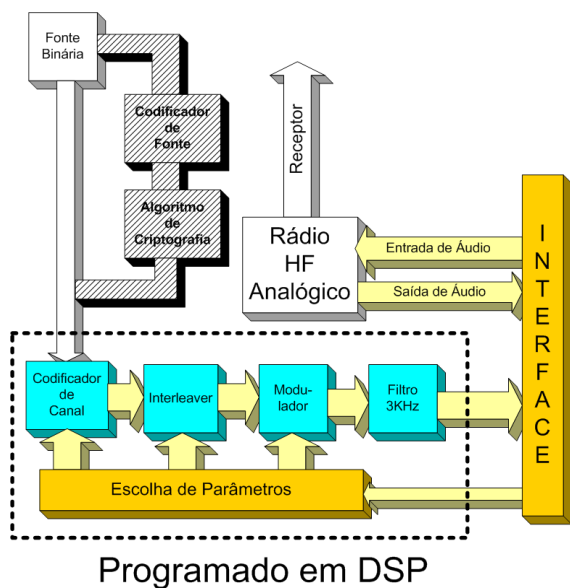 Fonte
Binária
Codificador
de
Fonte
Algoritmo
de
Criptografia
Receptor
Rádio
HF
Analógico
Entrada de Áudio
Saída de Áudio
INTERFACE
Codificador
de
Canal
Interleaver
Modu-
lador
Filtro
3KHz
Escolha de Parâmetros
Programado em DSP